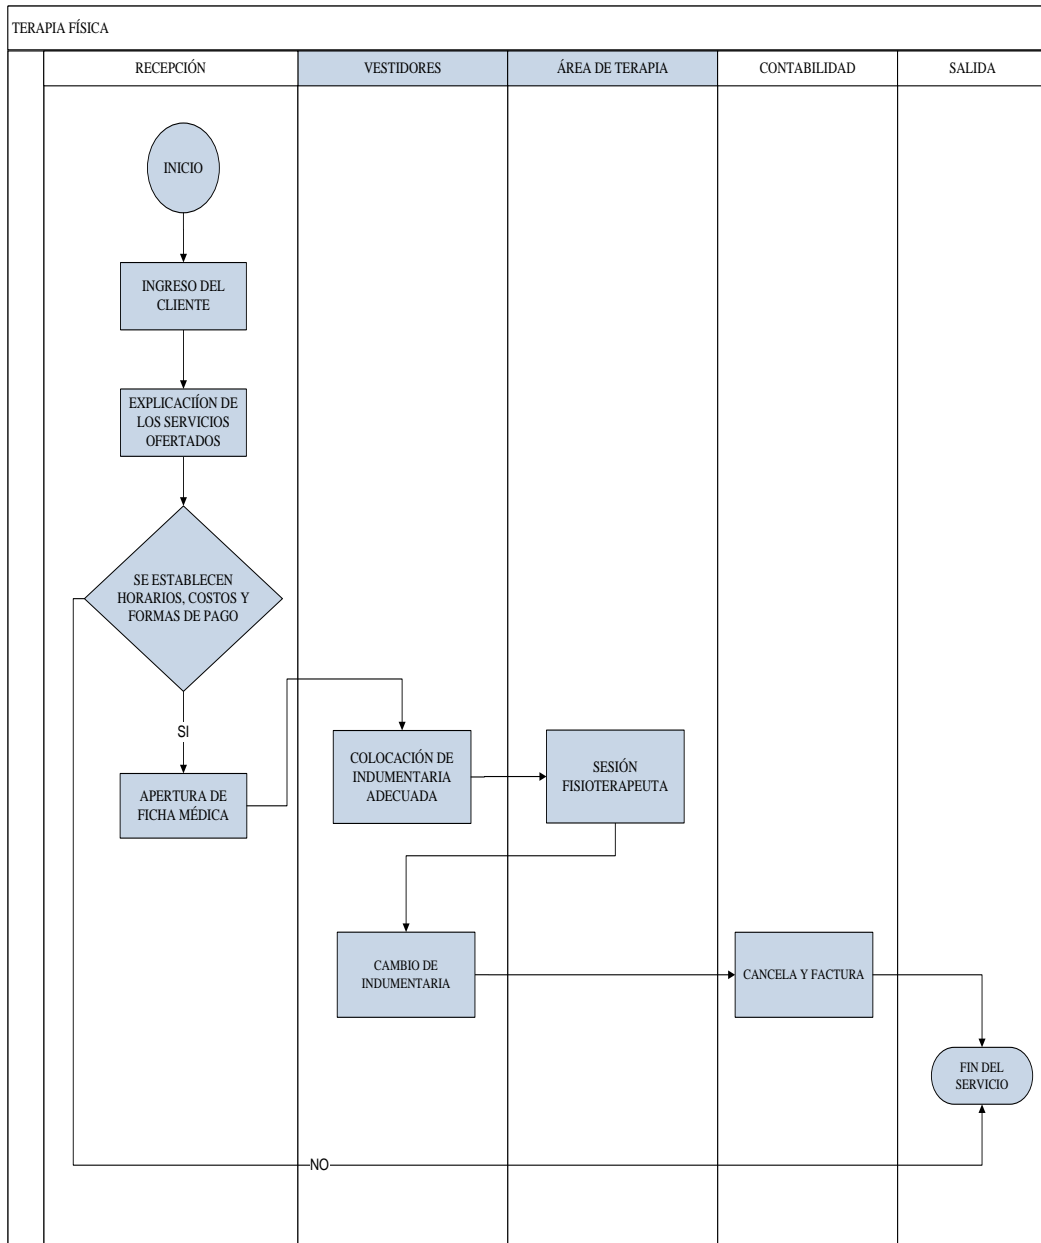 TERAPIA FÍSICA
RECEPCIÓN
VESTIDORES
ÁREA DE TERAPIA
CONTABILIDAD
SALIDA
INICIO
INGRESO DEL
CLIENTE
EXPLICACIÍON DE
LOS SERVICIOS
OFERTADOS
SE ESTABLECEN
HORARIOS, COSTOS Y
FORMAS DE PAGO
SI
APERTURA DE
FICHA MÉDICA
COLOCACIÓN DE
INDUMENTARIA
ADECUADA
SESIÓN
FISIOTERAPEUTA
CAMBIO DE
INDUMENTARIA
CANCELA Y FACTURA
FIN DEL
SERVICIO
NO